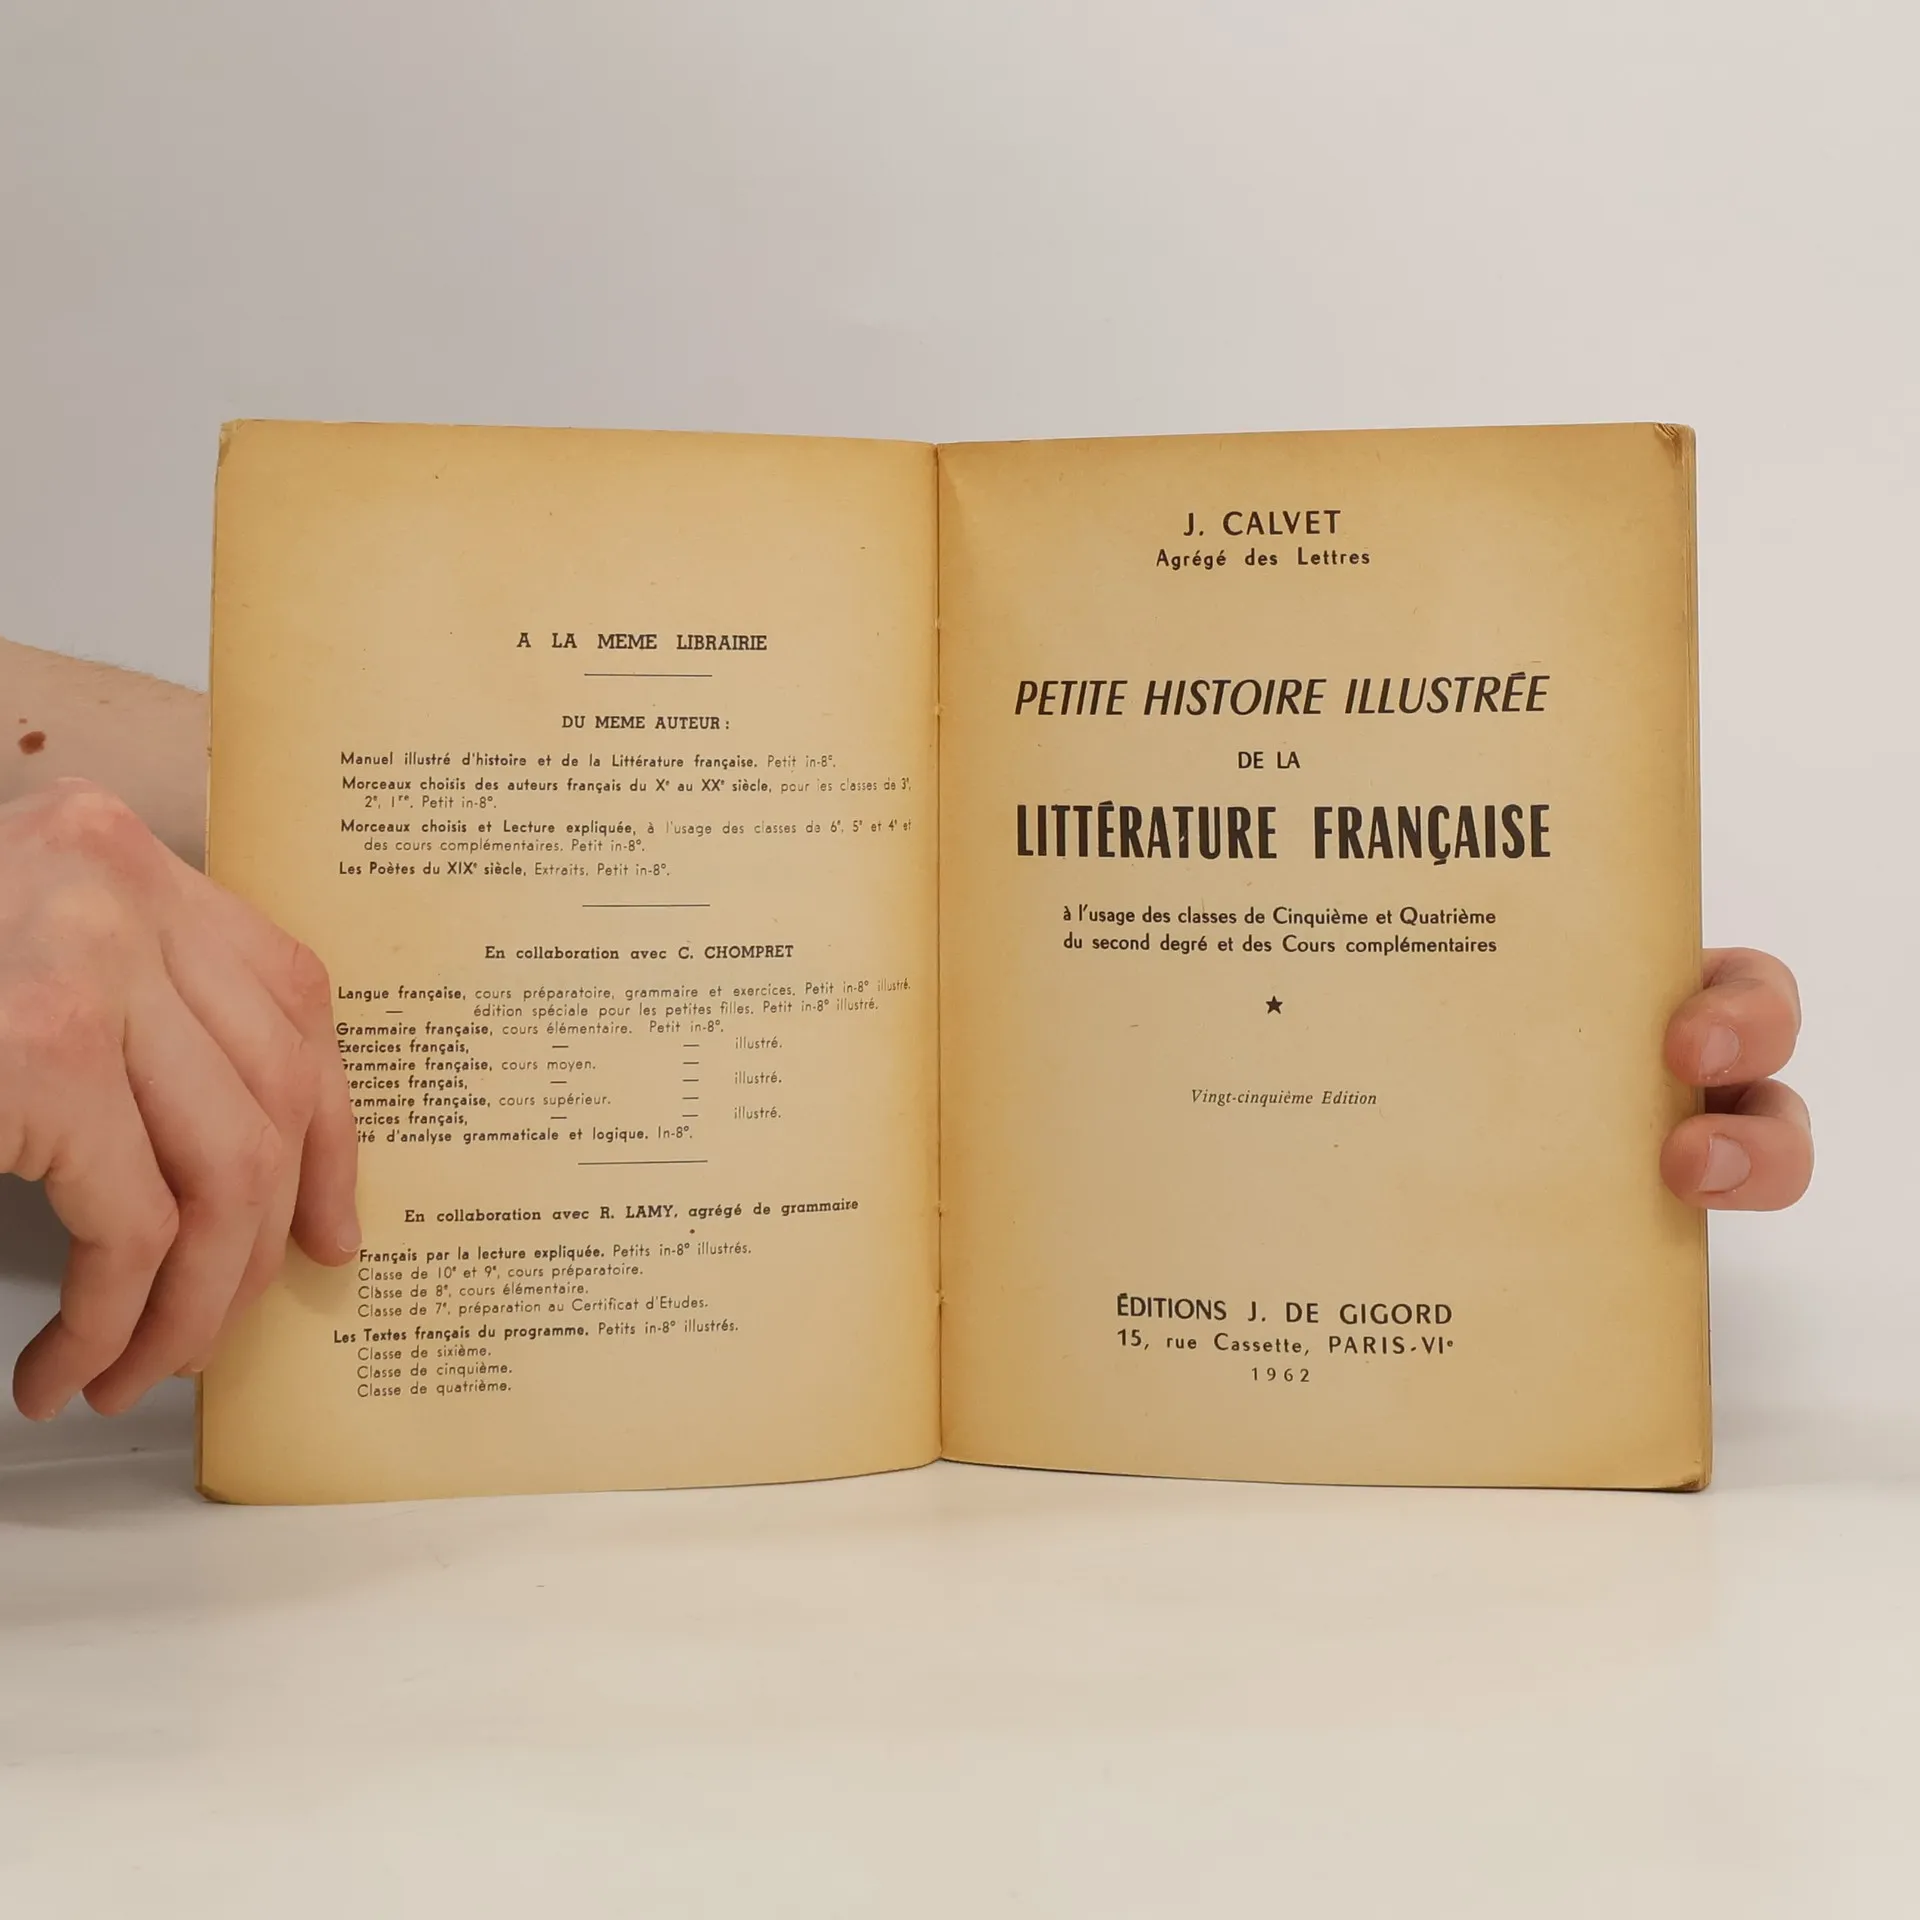 A LA MEME LIBRAIRIE
DU MEME AUTEUR :
Manuel illustré d'histoire et de la Littérature française. Petit in-8°.
Morceaux choisis des auteurs français du Xe au XXe siècle, pour les classes de 3e,
2e, 1re. Petit in-8°.
Morceaux choisis et Lecture expliquée, à l'usage des classes de 6e, 5e et 4e et
des cours complémentaires. Petit in-8°.
Les Poètes du XIXe siècle, Extraits. Petit in-8°.
En collaboration avec C. CHOMPRET
Langue française, cours préparatoire, grammaire et exercices. Petit in-8° illustré.
— édition spéciale pour les petites filles. Petit in-8° illustré.
Grammaire française, cours élémentaire. Petit in-8°.
Exercices français, — — illustré.
Grammaire française, cours moyen. —
ercices français, — — illustré.
rammaire française, cours supérieur. —
rcices français, — — illustré.
ité d'analyse grammaticale et logique. In-8°.
En collaboration avec R. LAMY, agrégé de grammaire
Français par la lecture expliquée. Petits in-8° illustrés.
Classe de 10e et 9e, cours préparatoire.
Classe de 8e, cours élémentaire.
Classe de 7e, préparation au Certificat d'Etudes.
Les Textes français du programme. Petits in-8° illustrés.
Classe de sixième.
Classe de cinquième.
Classe de quatrième.
J. CALVET
Agrégé des Lettres
PETITE HISTOIRE ILLUSTRÉE
DE LA
LITTÉRATURE FRANÇAISE
à l'usage des classes de Cinquième et Quatrième
du second degré et des Cours complémentaires
★
Vingt-cinquième Edition
ÉDITIONS J. DE GIGORD
15, rue Cassette, PARIS-VIe
1962